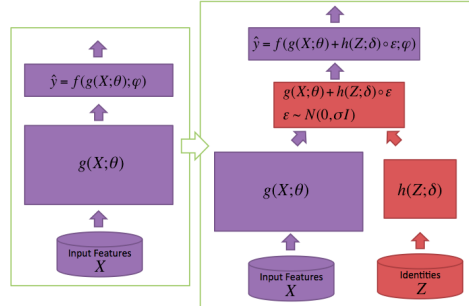 ŷ = f(g(X;θ);φ)
g(X;θ)
Input Features
X
ŷ = f(g(X;θ) + h(Z;δ)∘ε;φ)
g(X;θ) + h(Z;δ)∘ε
ε ~ N(0,σI)
g(X;θ)
h(Z;δ)
Input Features
X
Identities
Z